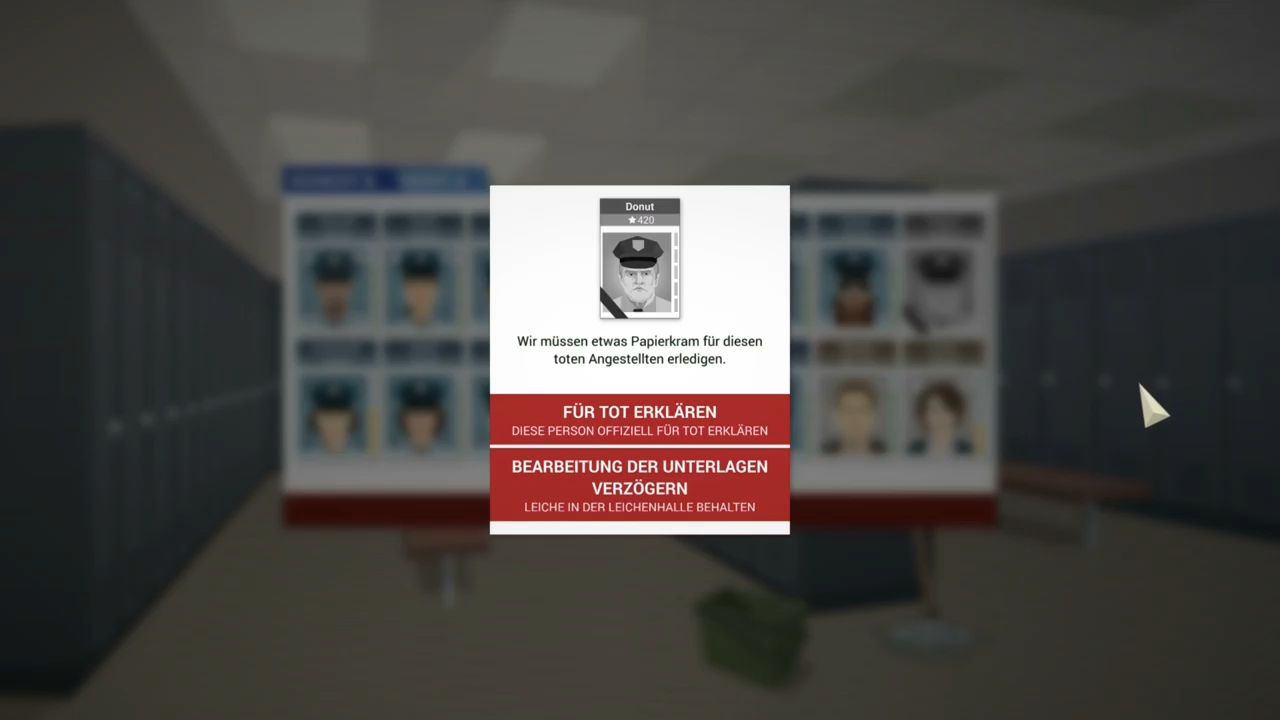 Donut
★420
Wir müssen etwas Papierkram für diesen
toten Angestellten erledigen.
FÜR TOT ERKLÄREN
DIESE PERSON OFFIZIELL FÜR TOT ERKLÄREN
BEARBEITUNG DER UNTERLAGEN
VERZÖGERN
LEICHE IN DER LEICHENHALLE BEHALTEN